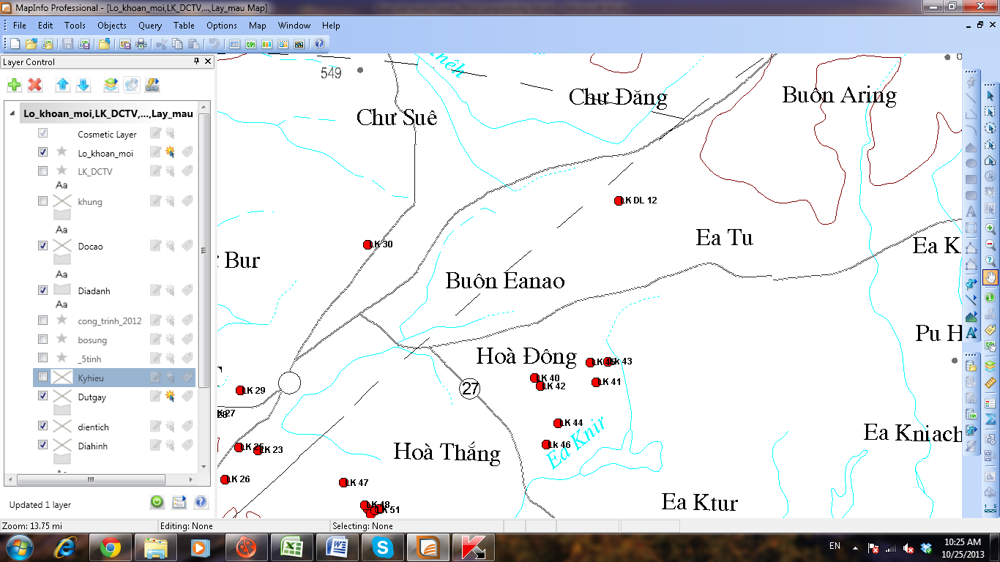 MapInfo Professional - [Lo_khoan_moi,LK_DCTV,...,Lay_mau Map]
File Edit Tools Objects Query Table Options Map Window Help
Layer Control
Lo_khoan_moi,LK_DCTV,...,Lay_mau
Cosmetic Layer
Lo_khoan_moi
LK_DCTV
Aa
khung
Aa
Docao
Aa
Diadanh
Aa
cong_trinh_2012
bosung
_5tinh
Kyhieu
Dutgay
dientich
Diahinh
Updated 1 layer
549
Chư Suê
Chư Đăng
Buôn Aring
LK DL 12
LK 30
Ea Tu
Ea K
Bur
Buôn Eanao
Pu H
Hoà Đông
LK 43
LK 40
LK 42
LK 41
27
LK 29
LK 44
Ea Knir
LK 46
Ea Kniach
LK 25
LK 23
Hoà Thắng
LK 26
LK 47
LK 48
LK 51
Ea Ktur
Zoom: 13.75 mi
Editing: None
Selecting: None
EN
10:25 AM
10/25/2013